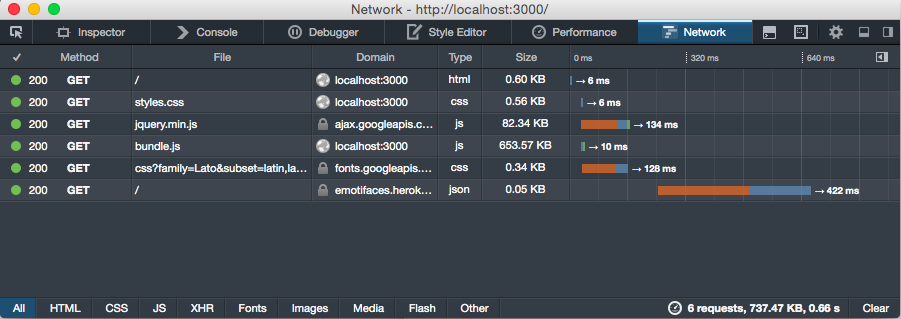 Network - http://localhost:3000/
Inspector Console Debugger Style Editor Performance Network
✓ Method File Domain Type Size 0 ms 320 ms 640 ms
200 GET / localhost:3000 html 0.60 KB → 6 ms
200 GET styles.css localhost:3000 css 0.56 KB → 6 ms
200 GET jquery.min.js ajax.googleapis.c... js 82.34 KB → 134 ms
200 GET bundle.js localhost:3000 js 653.57 KB → 10 ms
200 GET css?family=Lato&subset=latin,la... fonts.googleapis.... css 0.34 KB → 128 ms
200 GET / emotifaces.herok... json 0.05 KB → 422 ms
All HTML CSS JS XHR Fonts Images Media Flash Other 6 requests, 737.47 KB, 0.66 s Clear